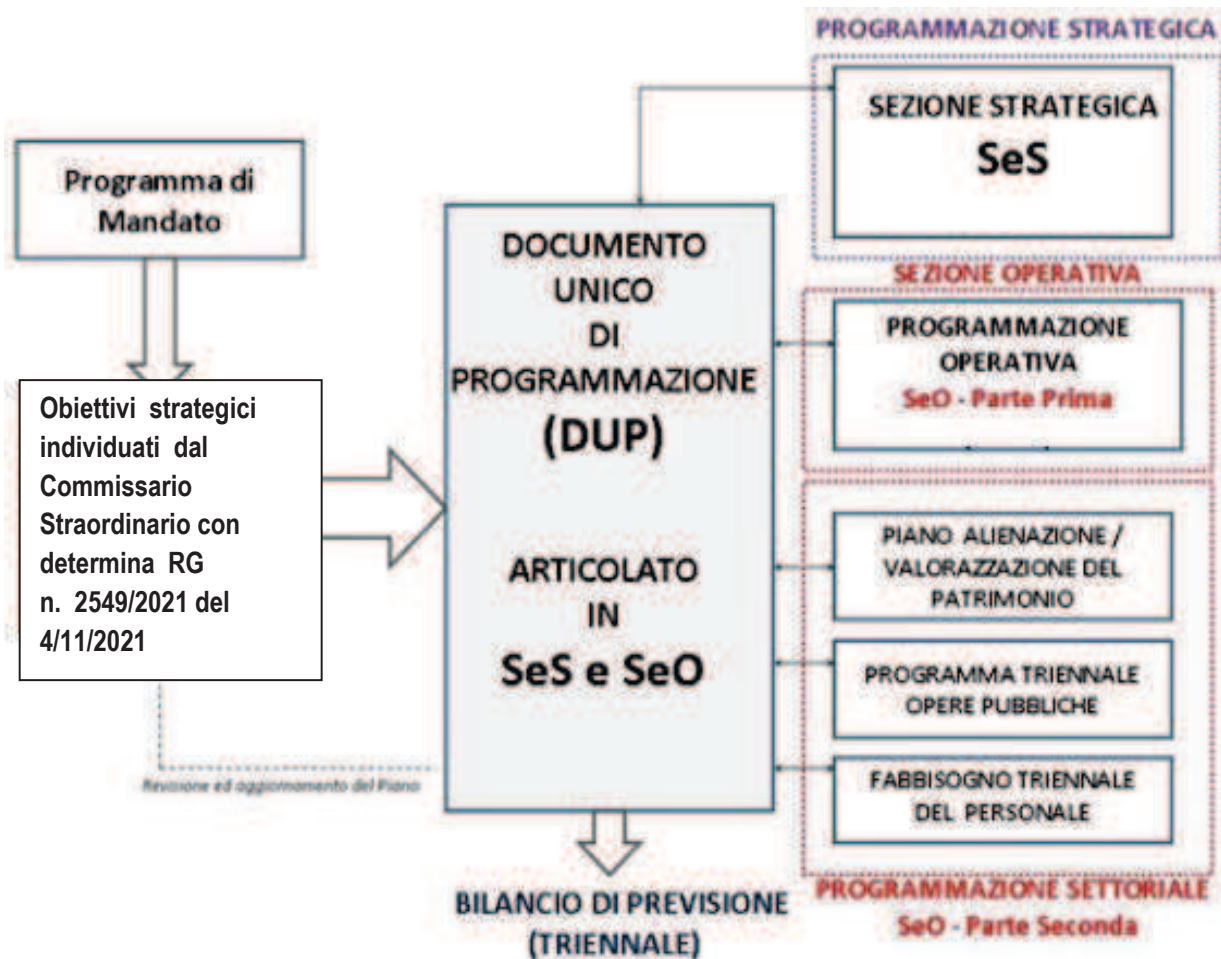 PROGRAMMAZIONE STRATEGICA
SEZIONE STRATEGICA
SeS
Programma di
Mandato
Obiettivi strategici
individuati dal
Commissario
Straordinario con
determina RG
n. 2549/2021 del
4/11/2021
Revisione ed aggiornamento del Piano
DOCUMENTO
UNICO
DI
PROGRAMMAZIONE
(DUP)
ARTICOLATO
IN
SeS e SeO
BILANCIO DI PREVISIONE
(TRIENNALE)
SEZIONE OPERATIVA
PROGRAMMAZIONE
OPERATIVA
SeO - Parte Prima
PIANO ALIENAZIONE /
VALORAZZAZIONE DEL
PATRIMONIO
PROGRAMMA TRIENNALE
OPERE PUBBLICHE
FABBISOGNO TRIENNALE
DEL PERSONALE
PROGRAMMAZIONE SETTORIALE
SeO - Parte Seconda